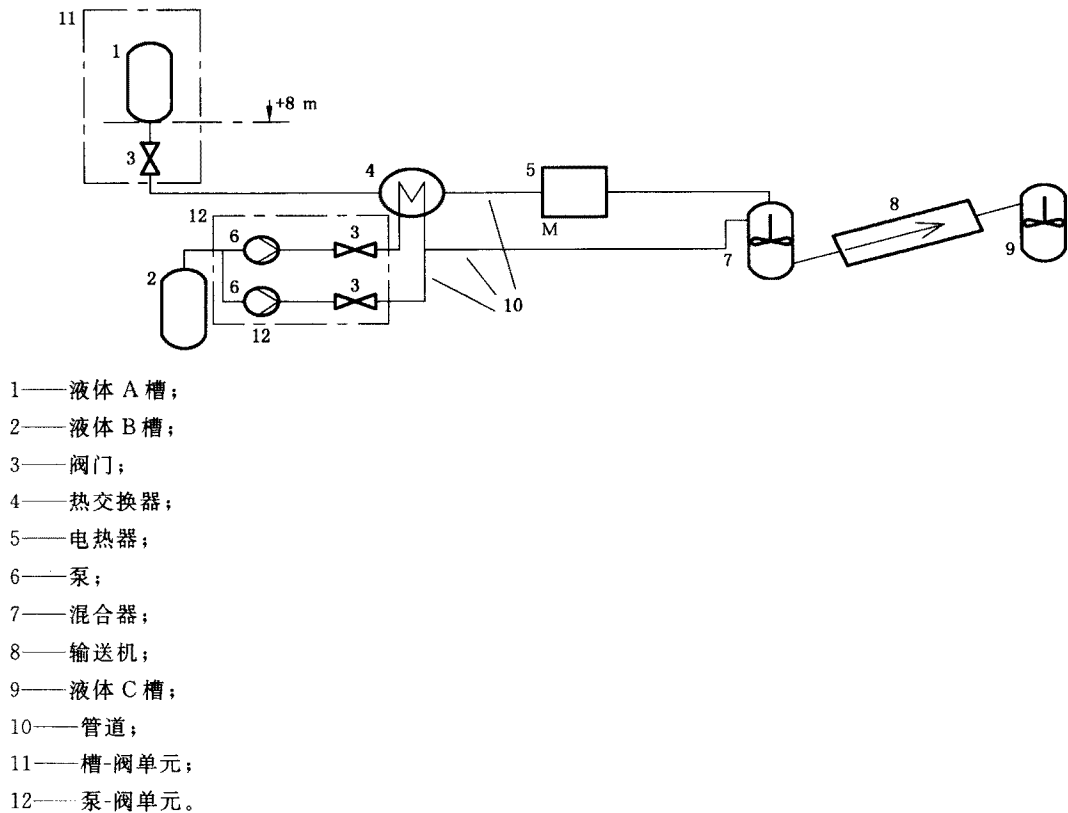 11
1
+8 m
3
4
5
M
12
6
3
2
6
3
12
10
7
8
9
1——液体 A 槽；
2——液体 B 槽；
3——阀门；
4——热交换器；
5——电热器；
6——泵；
7——混合器；
8——输送机；
9——液体 C 槽；
10——管道；
11——槽-阀单元；
12——泵-阀单元。